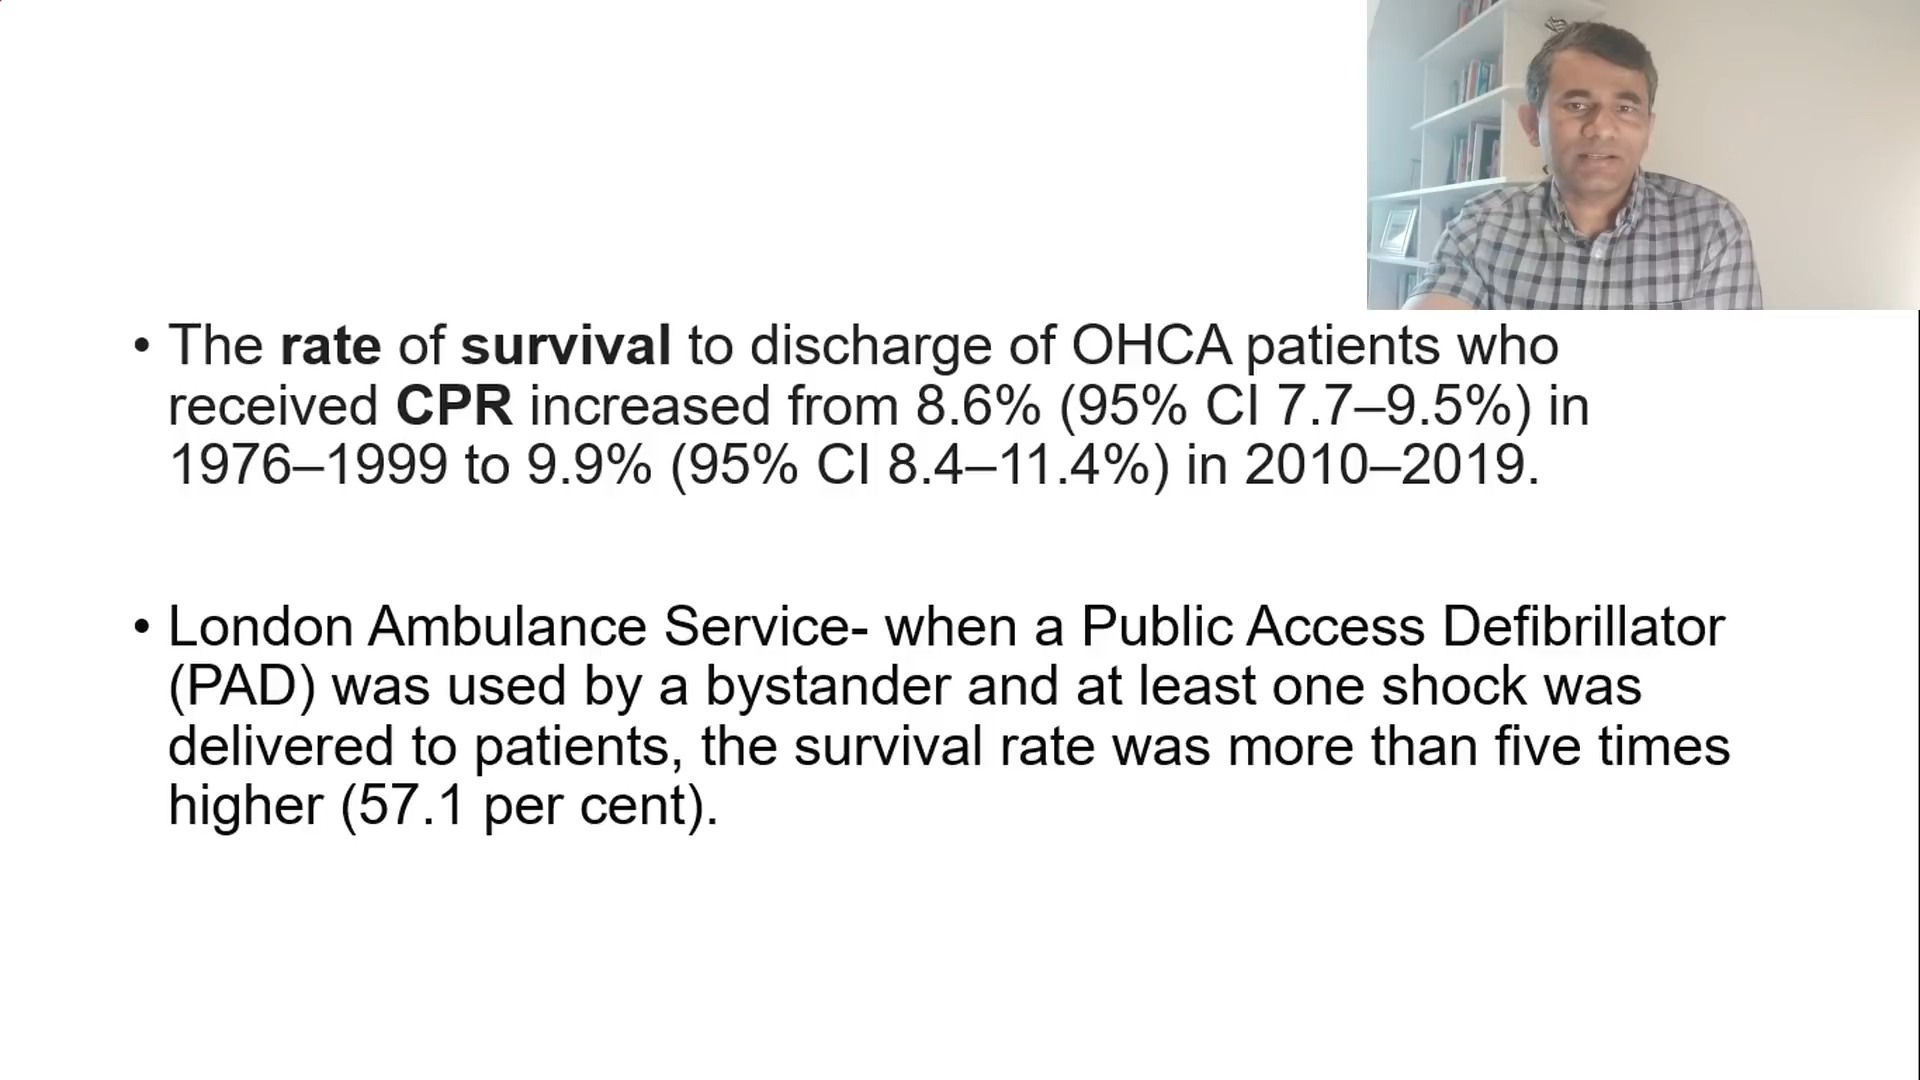 • The rate of survival to discharge of OHCA patients who
received CPR increased from 8.6% (95% CI 7.7–9.5%) in
1976–1999 to 9.9% (95% CI 8.4–11.4%) in 2010–2019.
• London Ambulance Service- when a Public Access Defibrillator
(PAD) was used by a bystander and at least one shock was
delivered to patients, the survival rate was more than five times
higher (57.1 per cent).